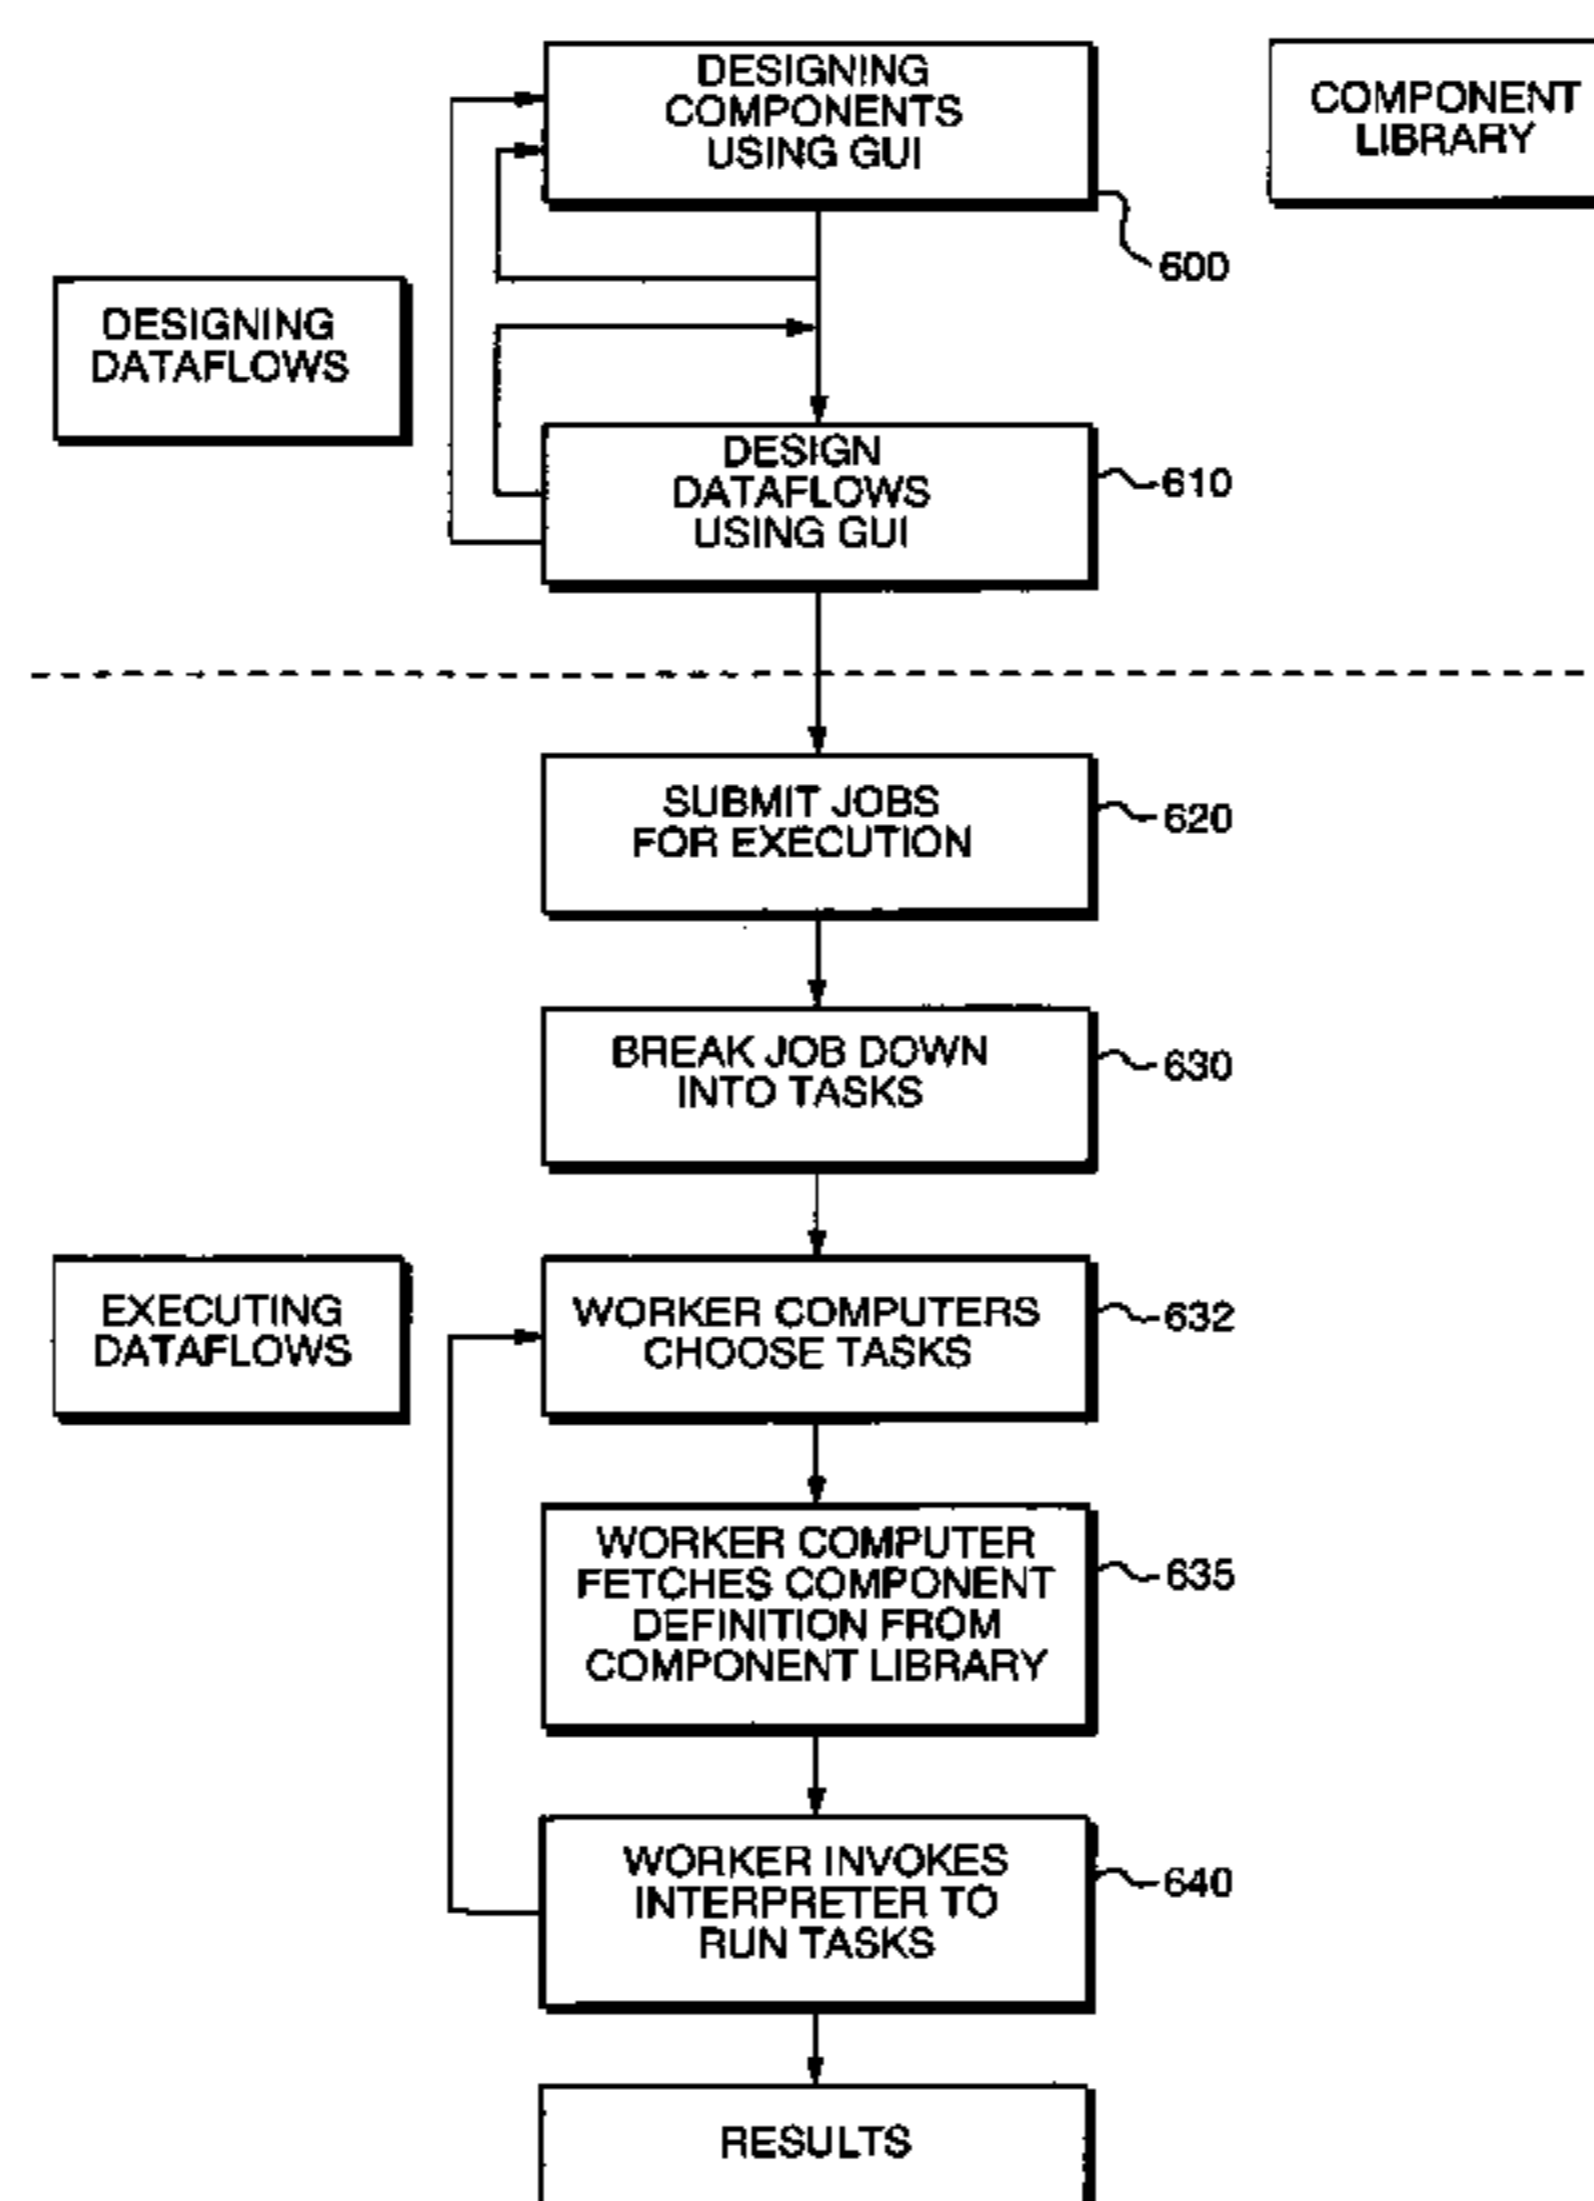 DESIGNING
COMPONENTS
USING GUI
COMPONENT
LIBRARY
600
DESIGNING
DATAFLOWS
DESIGN
DATAFLOWS
USING GUI
610
SUBMIT JOBS
FOR EXECUTION
620
BREAK JOB DOWN
INTO TASKS
630
EXECUTING
DATAFLOWS
WORKER COMPUTERS
CHOOSE TASKS
632
WORKER COMPUTER
FETCHES COMPONENT
DEFINITION FROM
COMPONENT LIBRARY
635
WORKER INVOKES
INTERPRETER TO
RUN TASKS
640
RESULTS